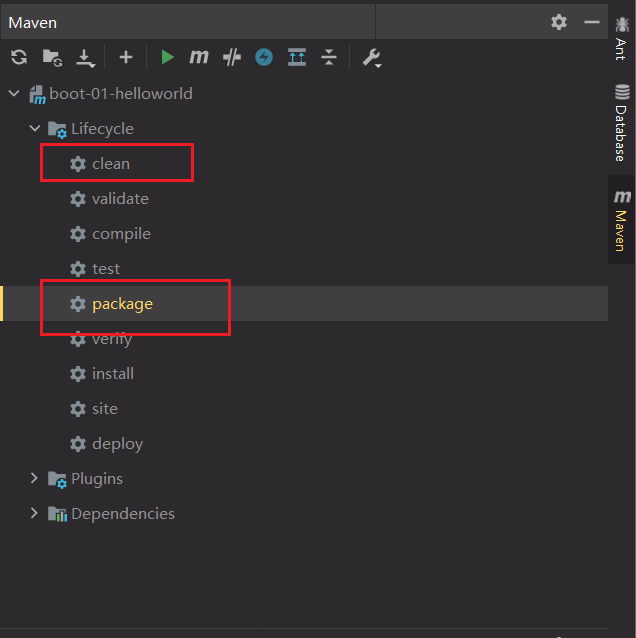 Maven
boot-01-helloworld
Lifecycle
clean
validate
compile
test
package
verify
install
site
deploy
Plugins
Dependencies
Ant
Database
Maven